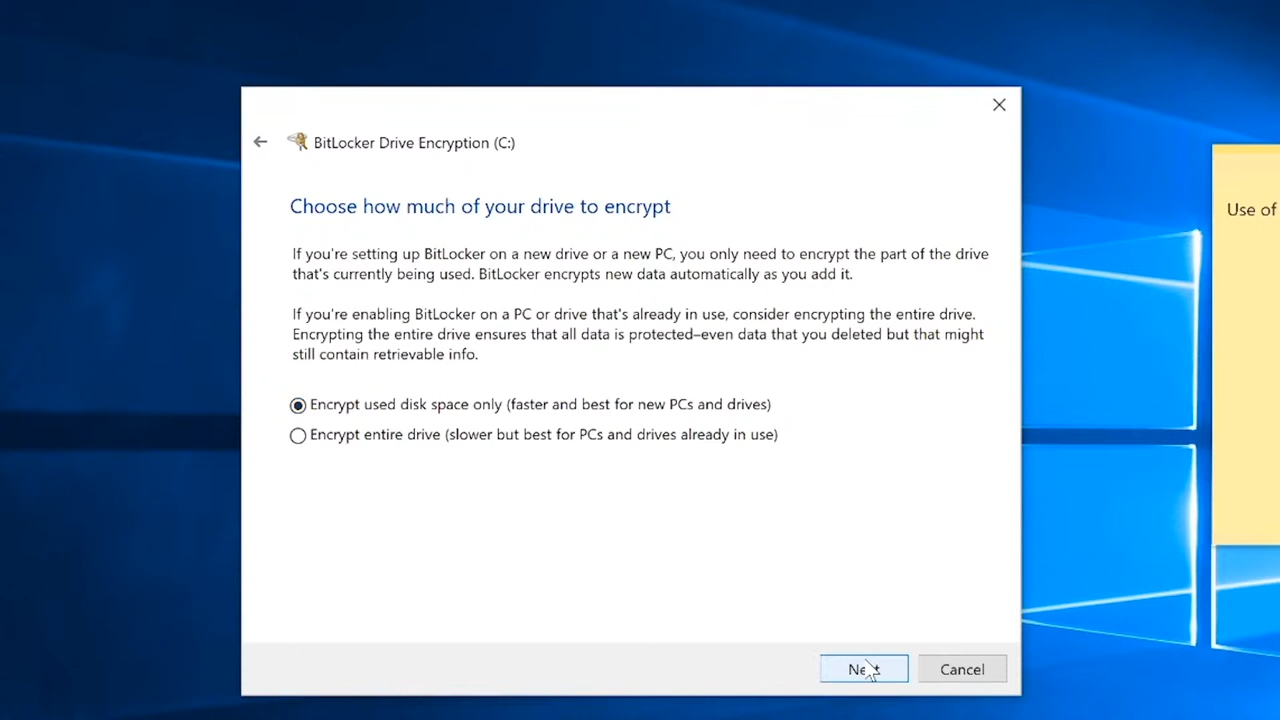 BitLocker Drive Encryption (C:)
Choose how much of your drive to encrypt
If you're setting up BitLocker on a new drive or a new PC, you only need to encrypt the part of the drive
that's currently being used. BitLocker encrypts new data automatically as you add it.
If you're enabling BitLocker on a PC or drive that's already in use, consider encrypting the entire drive.
Encrypting the entire drive ensures that all data is protected–even data that you deleted but that might
still contain retrievable info.
Encrypt used disk space only (faster and best for new PCs and drives)
Encrypt entire drive (slower but best for PCs and drives already in use)
Next
Cancel
Use of